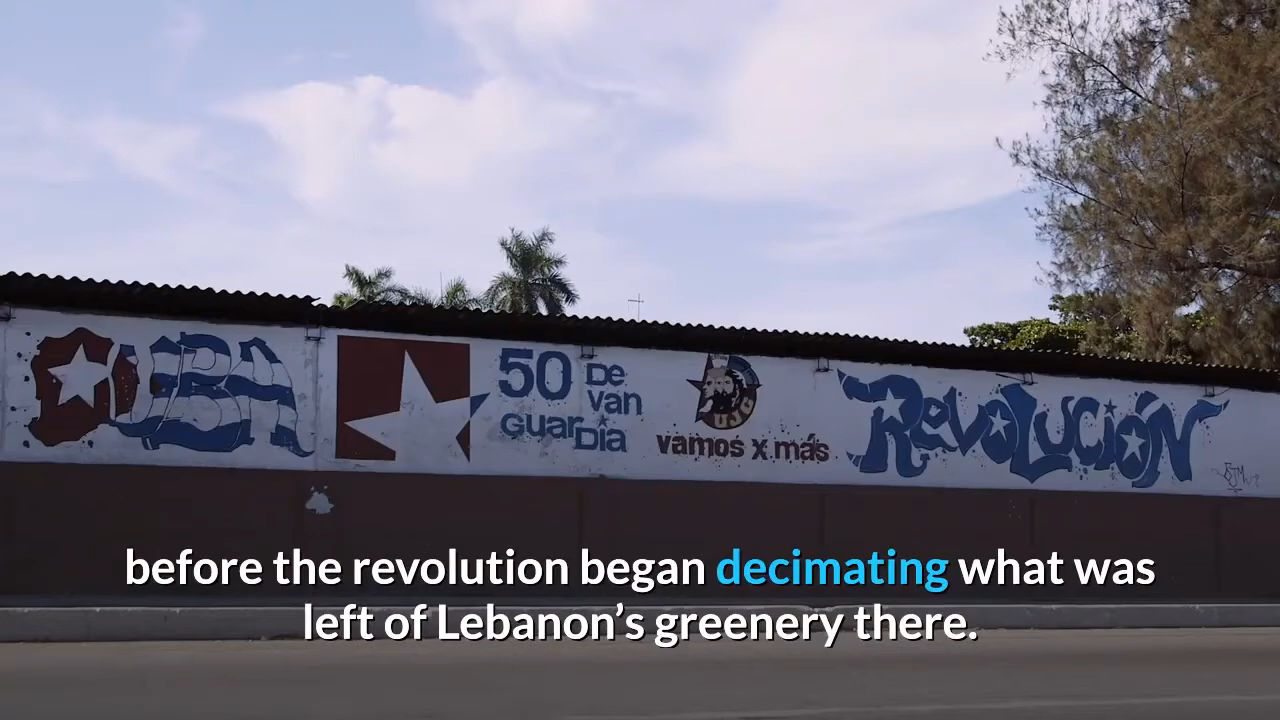 CUBA
50 De
van
GuarDia
UJC
vamos x más
Revolución
before the revolution began decimating what was
left of Lebanon's greenery there.